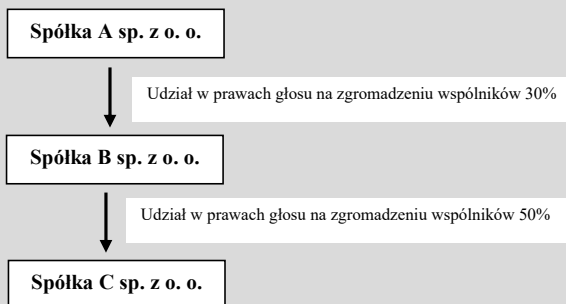 Spółka A sp. z o. o.
Udział w prawach głosu na zgromadzeniu wspólników 30%
Spółka B sp. z o. o.
Udział w prawach głosu na zgromadzeniu wspólników 50%
Spółka C sp. z o. o.